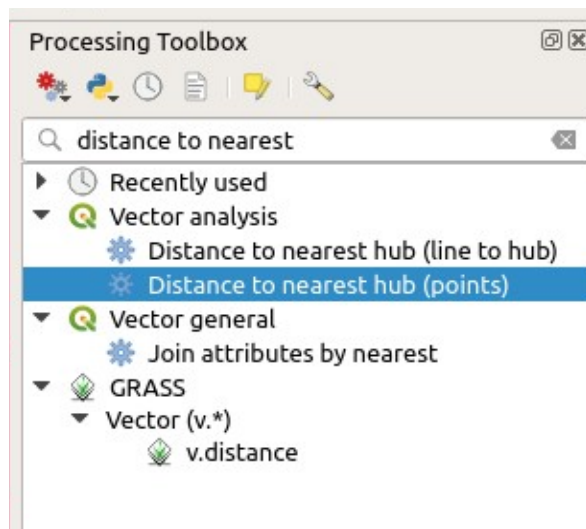 Processing Toolbox
distance to nearest
Recently used
Vector analysis
Distance to nearest hub (line to hub)
Distance to nearest hub (points)
Vector general
Join attributes by nearest
GRASS
Vector (v.*)
v.distance